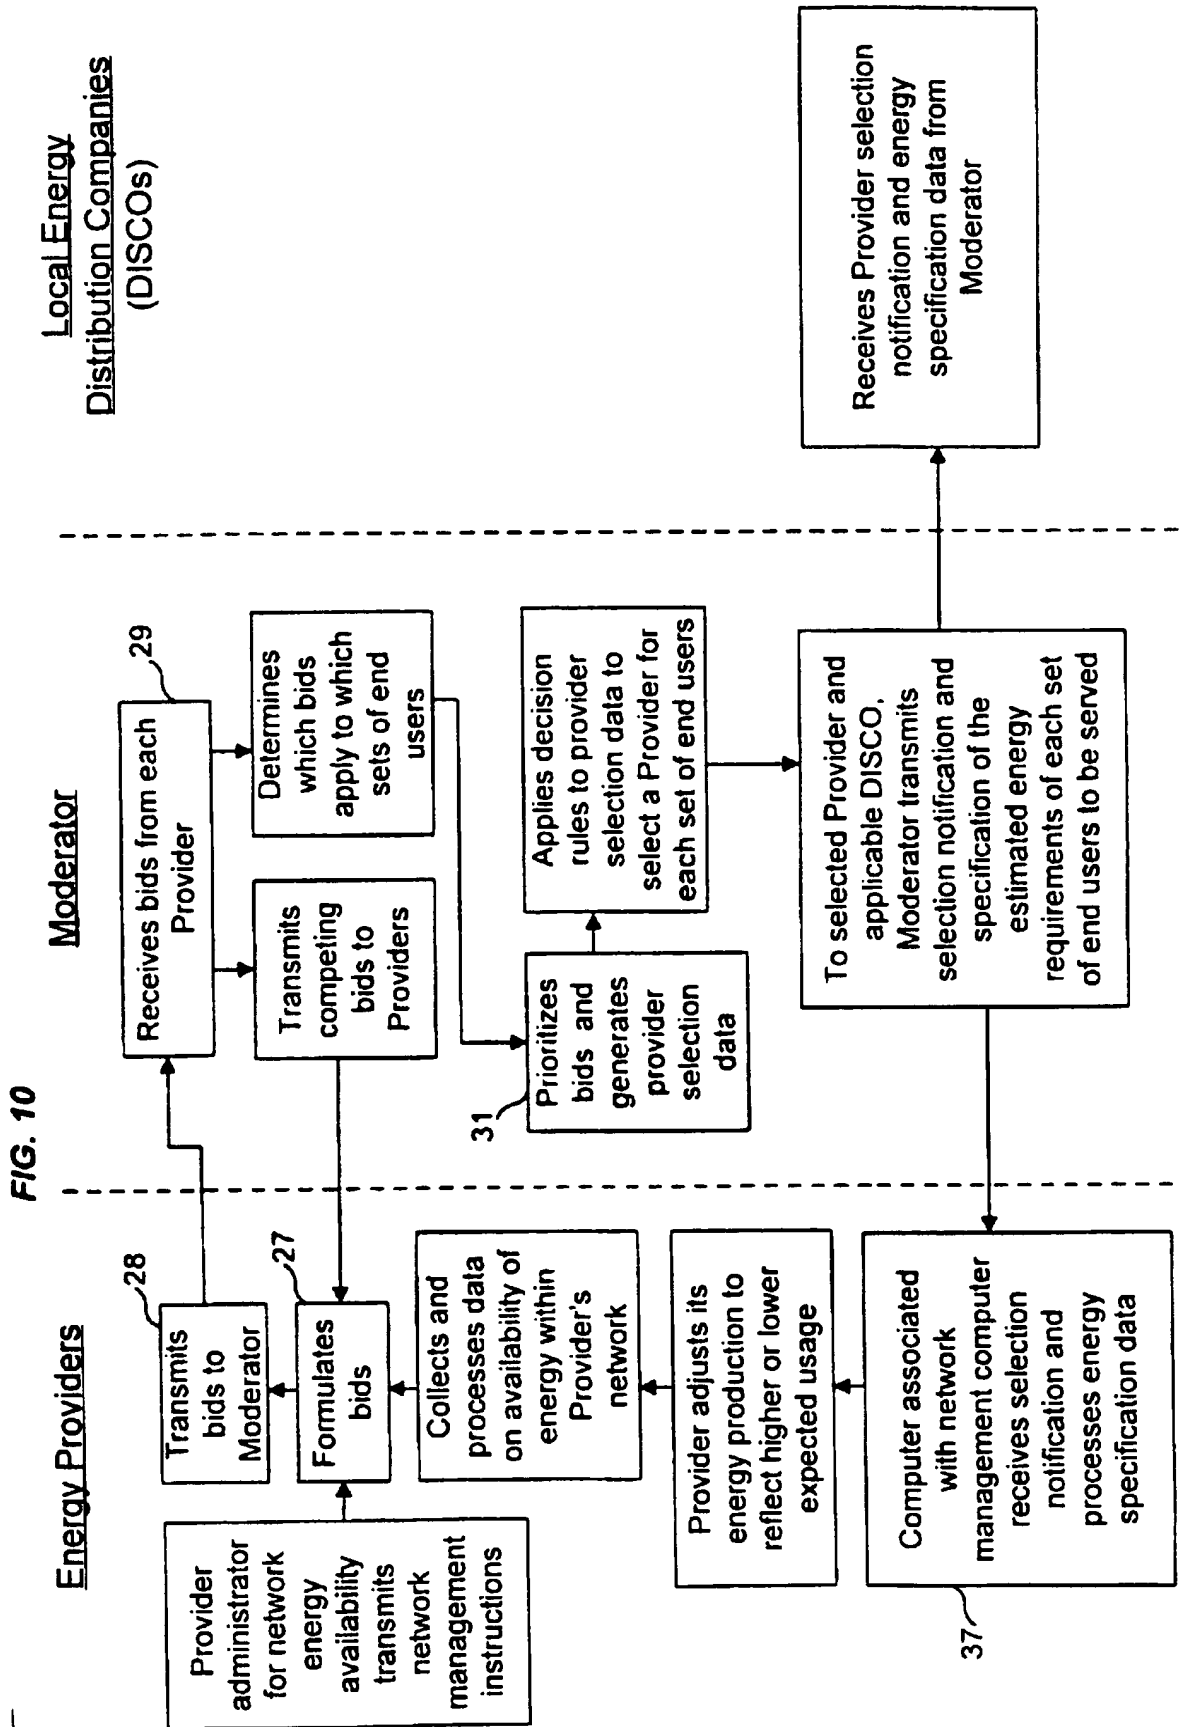 FIG. 10
Energy Providers
Moderator
Local Energy
Distribution Companies
(DISCOs)
Provider
administrator
for network
energy
availability
transmits
network
management
instructions
28
Transmits
bids to
Moderator
27
Formulates
bids
Collects and
processes data
on availability of
energy within
Provider's
network
Provider adjusts its
energy production to
reflect higher or lower
expected usage
Computer associated
with network
management computer
receives selection
notification and
processes energy
specification data
37
29
Receives bids from each
Provider
Transmits
competing
bids to
Providers
Determines
which bids
apply to which
sets of end
users
31
Prioritizes
bids and
generates
provider
selection
data
Applies decision
rules to provider
selection data to
select a Provider for
each set of end users
To selected Provider and
applicable DISCO,
Moderator transmits
selection notification and
specification of the
estimated energy
requirements of each set
of end users to be served
Receives Provider selection
notification and energy
specification data from
Moderator